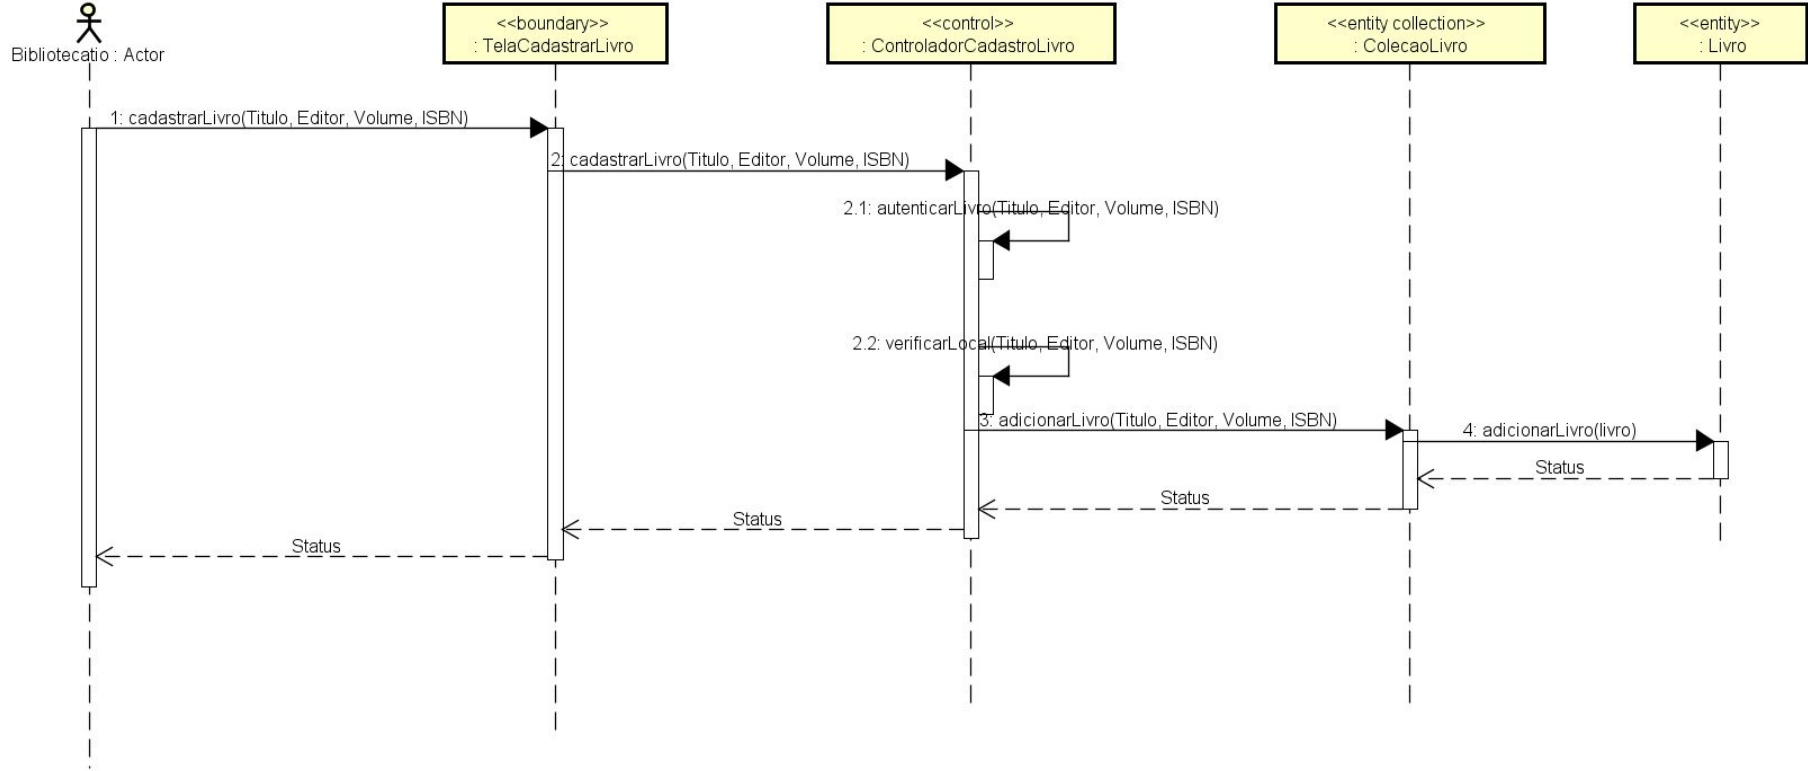 Bibliotecatio : Actor
<<boundary>>
: TelaCadastrarLivro
<<control>>
: ControladorCadastroLivro
<<entity collection>>
: ColecaoLivro
<<entity>>
: Livro
1: cadastrarLivro(Titulo, Editor, Volume, ISBN)
2: cadastrarLivro(Titulo, Editor, Volume, ISBN)
2.1: autenticarLivro(Titulo, Editor, Volume, ISBN)
2.2: verificarLocal(Titulo, Editor, Volume, ISBN)
3: adicionarLivro(Titulo, Editor, Volume, ISBN)
4: adicionarLivro(livro)
Status
Status
Status
Status